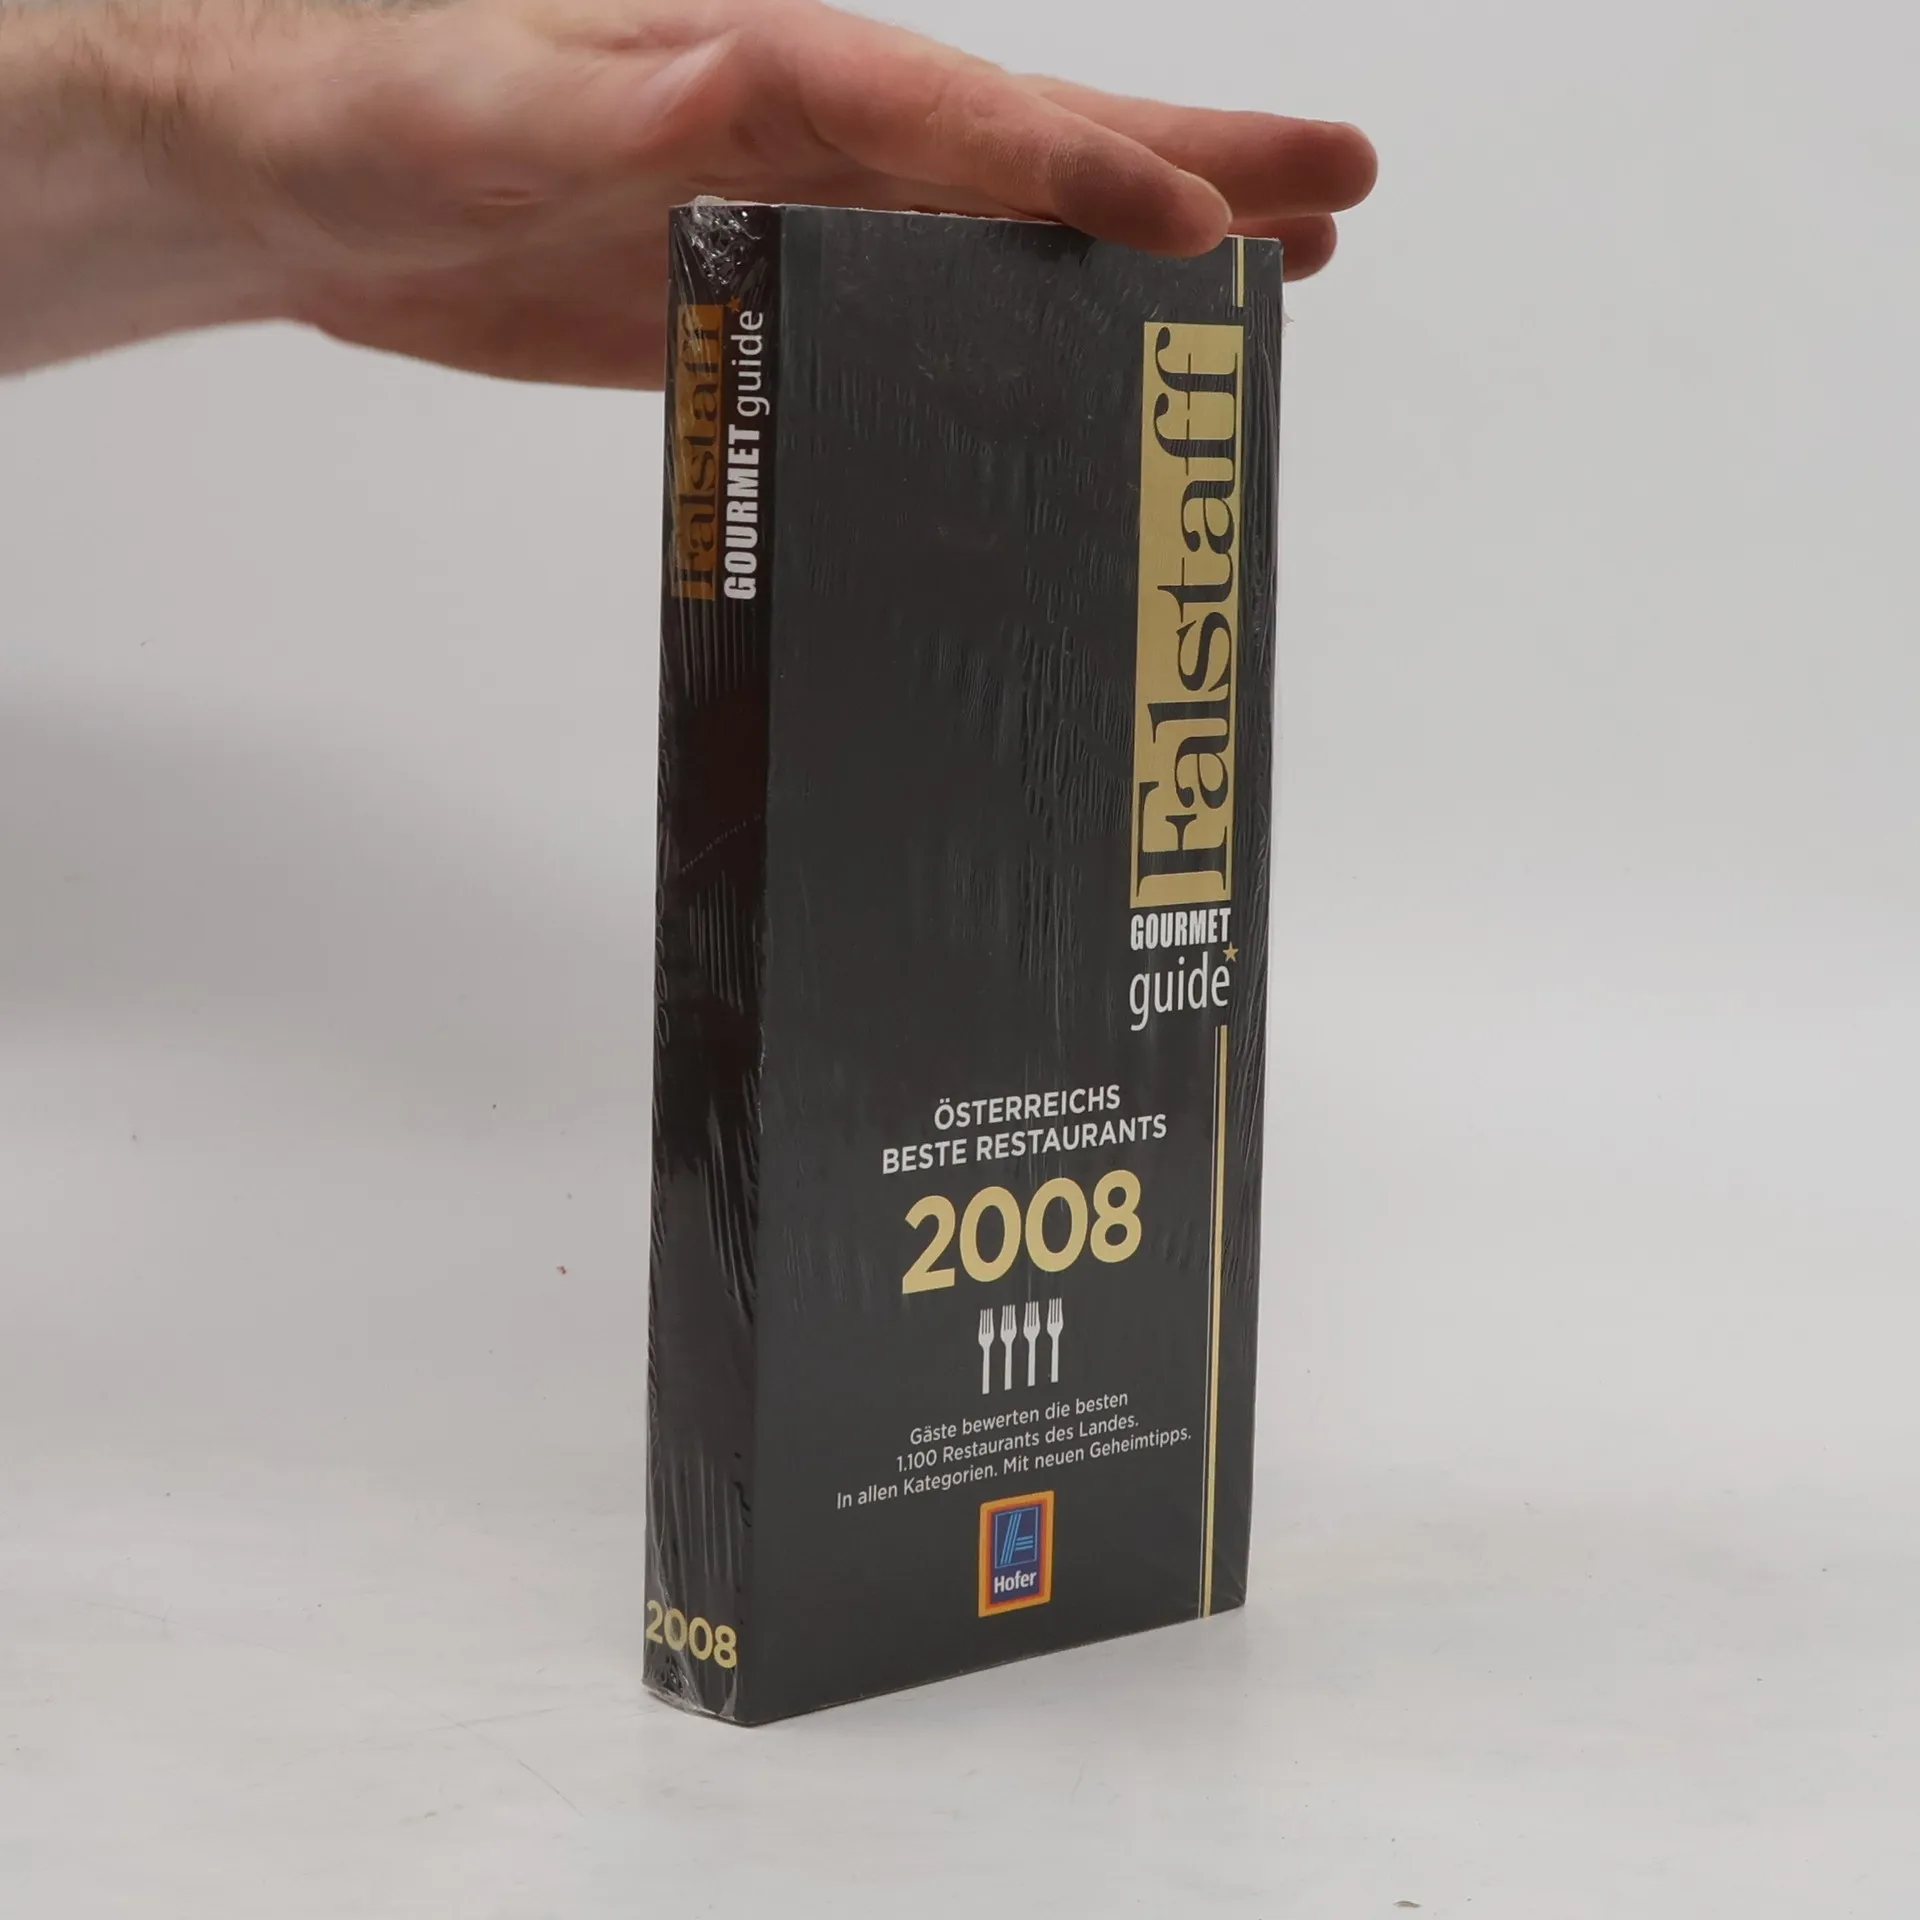 Falstaff
GOURMET guide
2008
Falstaff
GOURMET
guide
ÖSTERREICHS
BESTE RESTAURANTS
2008
Gäste bewerten die besten
1.100 Restaurants des Landes.
In allen Kategorien. Mit neuen Geheimtipps.
Hofer